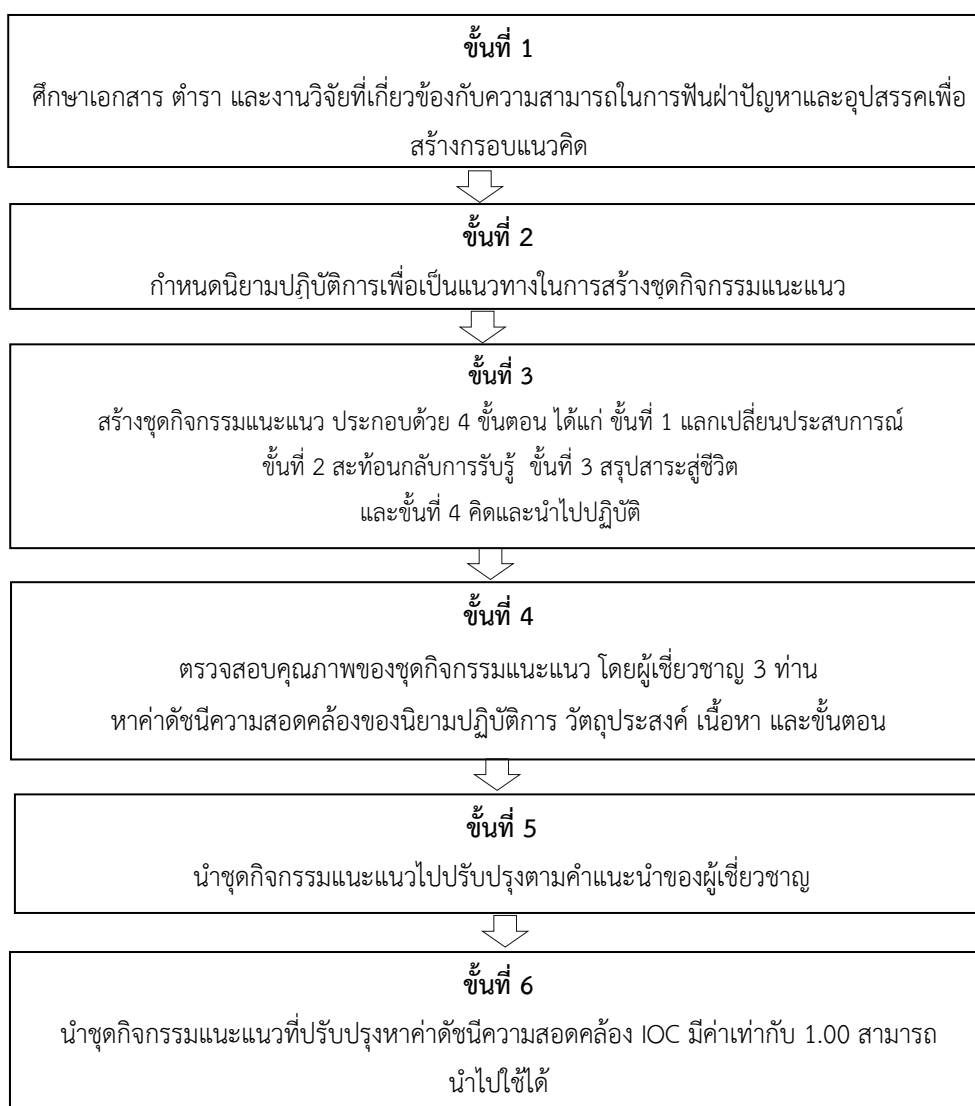 ขั้นที่ 1
ศึกษาเอกสาร ตำรา และงานวิจัยที่เกี่ยวข้องกับความสามารถในการฟันฝ่าปัญหาและอุปสรรคเพื่อ
สร้างกรอบแนวคิด
ขั้นที่ 2
กำหนดนิยามปฏิบัติการเพื่อเป็นแนวทางในการสร้างชุดกิจกรรมแนะแนว
ขั้นที่ 3
สร้างชุดกิจกรรมแนะแนว ประกอบด้วย 4 ขั้นตอน ได้แก่ ขั้นที่ 1 แลกเปลี่ยนประสบการณ์
ขั้นที่ 2 สะท้อนกลับการรับรู้ ขั้นที่ 3 สรุปสาระสู่ชีวิต
และขั้นที่ 4 คิดและนำไปปฏิบัติ
ขั้นที่ 4
ตรวจสอบคุณภาพของชุดกิจกรรมแนะแนว โดยผู้เชี่ยวชาญ 3 ท่าน
หาค่าดัชนีความสอดคล้องของนิยามปฏิบัติการ วัตถุประสงค์ เนื้อหา และขั้นตอน
ขั้นที่ 5
นำชุดกิจกรรมแนะแนวไปปรับปรุงตามคำแนะนำของผู้เชี่ยวชาญ
ขั้นที่ 6
นำชุดกิจกรรมแนะแนวที่ปรับปรุงหาค่าดัชนีความสอดคล้อง IOC มีค่าเท่ากับ 1.00 สามารถ
นำไปใช้ได้